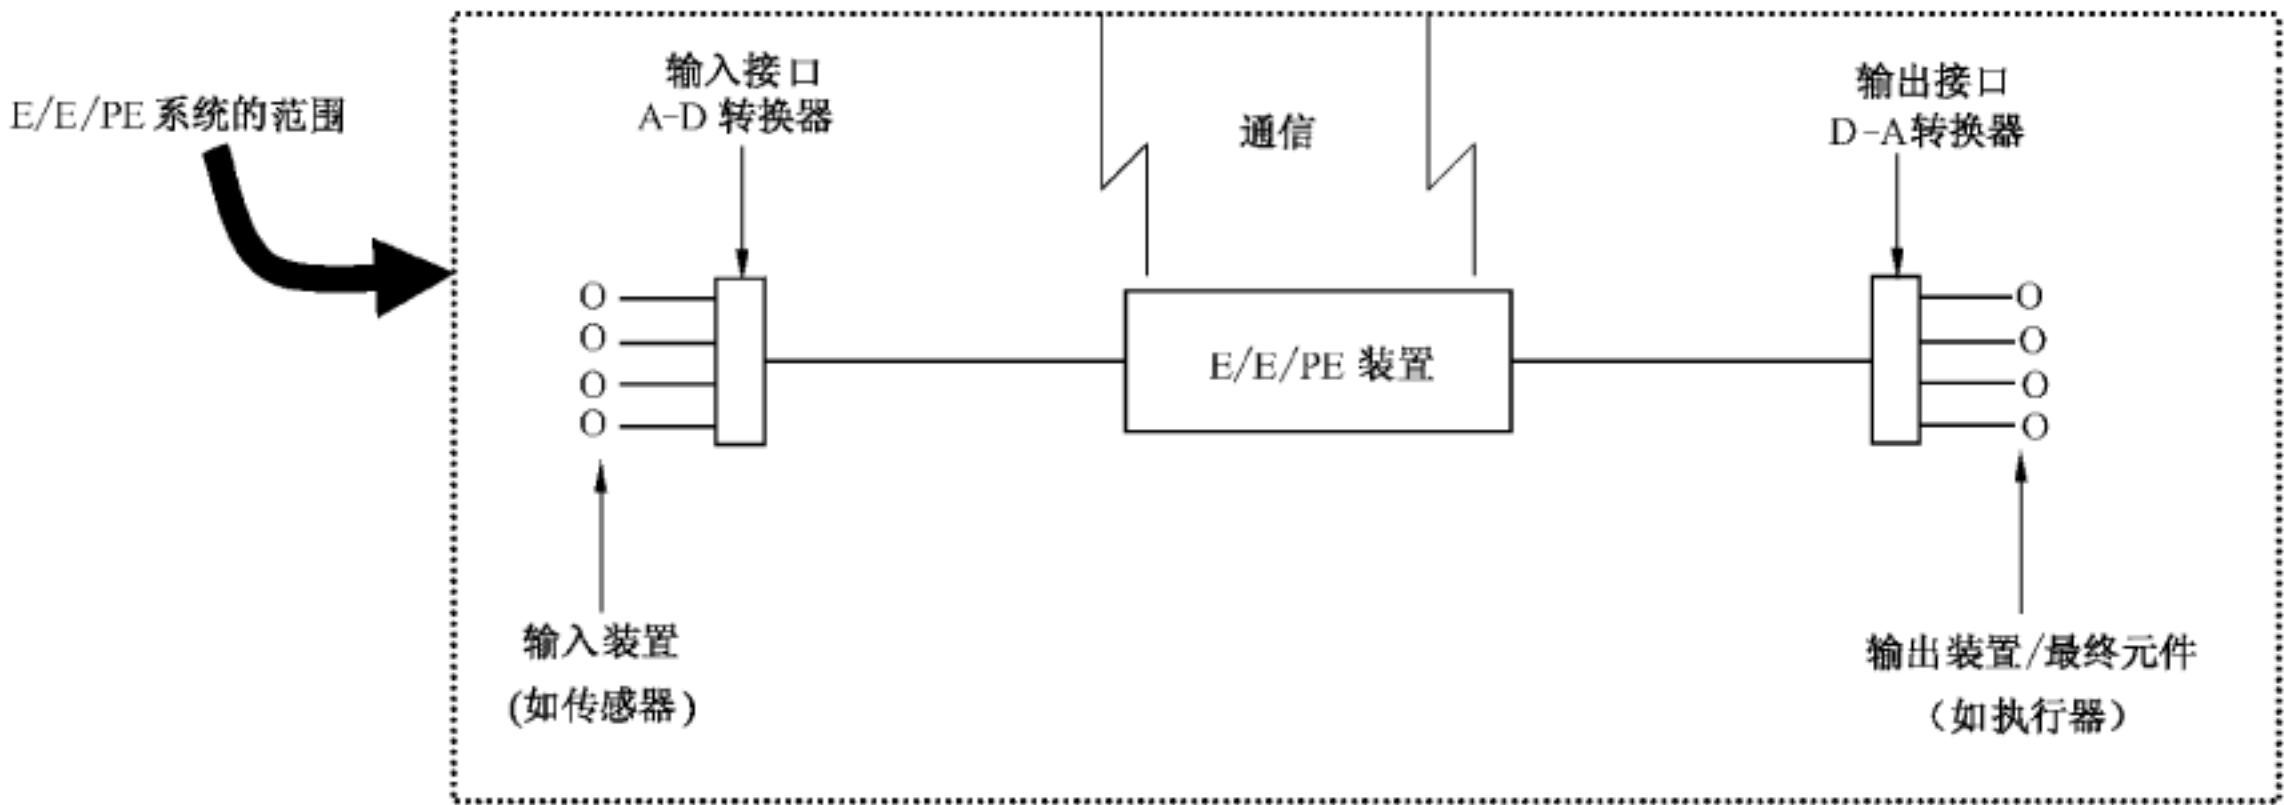 E/E/PE 系统的范围
输入接口
A-D 转换器
通信
输出接口
D-A转换器
O
O
O
O
E/E/PE 装置
O
O
O
O
输入装置
(如传感器)
输出装置/最终元件
(如执行器)